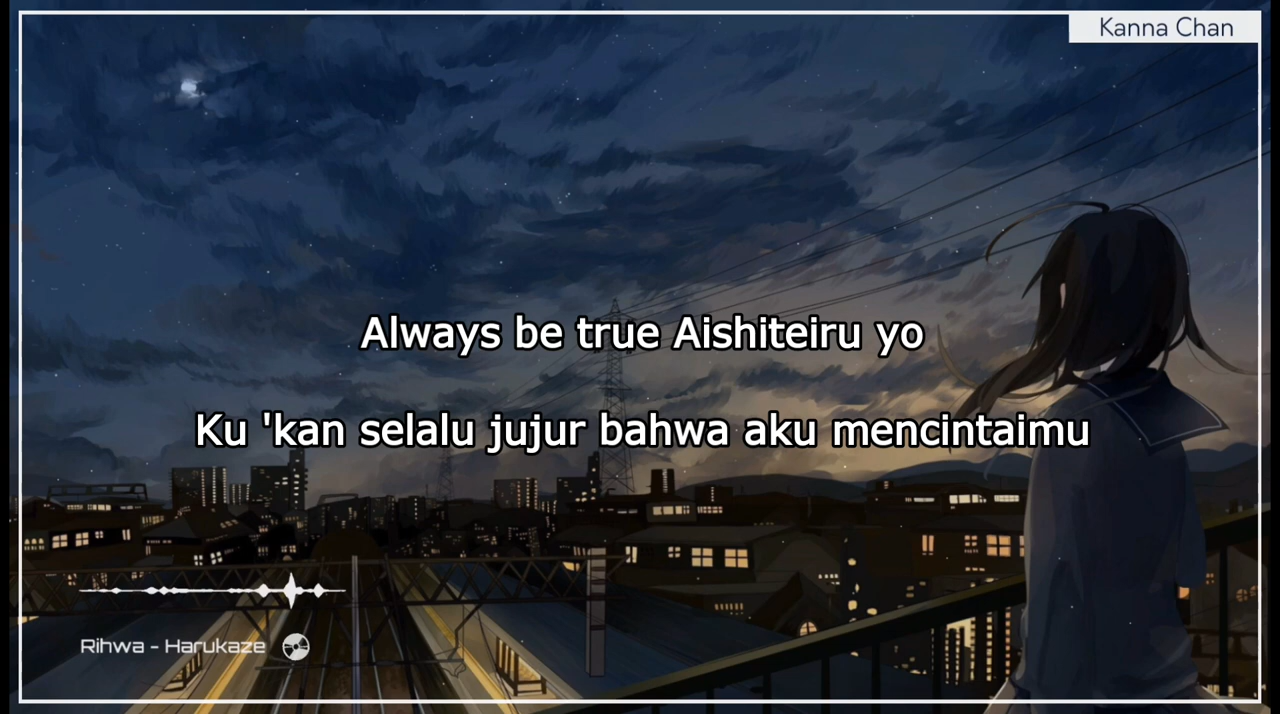 Kanna Chan
Always be true Aishiteiru yo
Ku 'kan selalu jujur bahwa aku mencintaimu
Rihwa - Harukaze